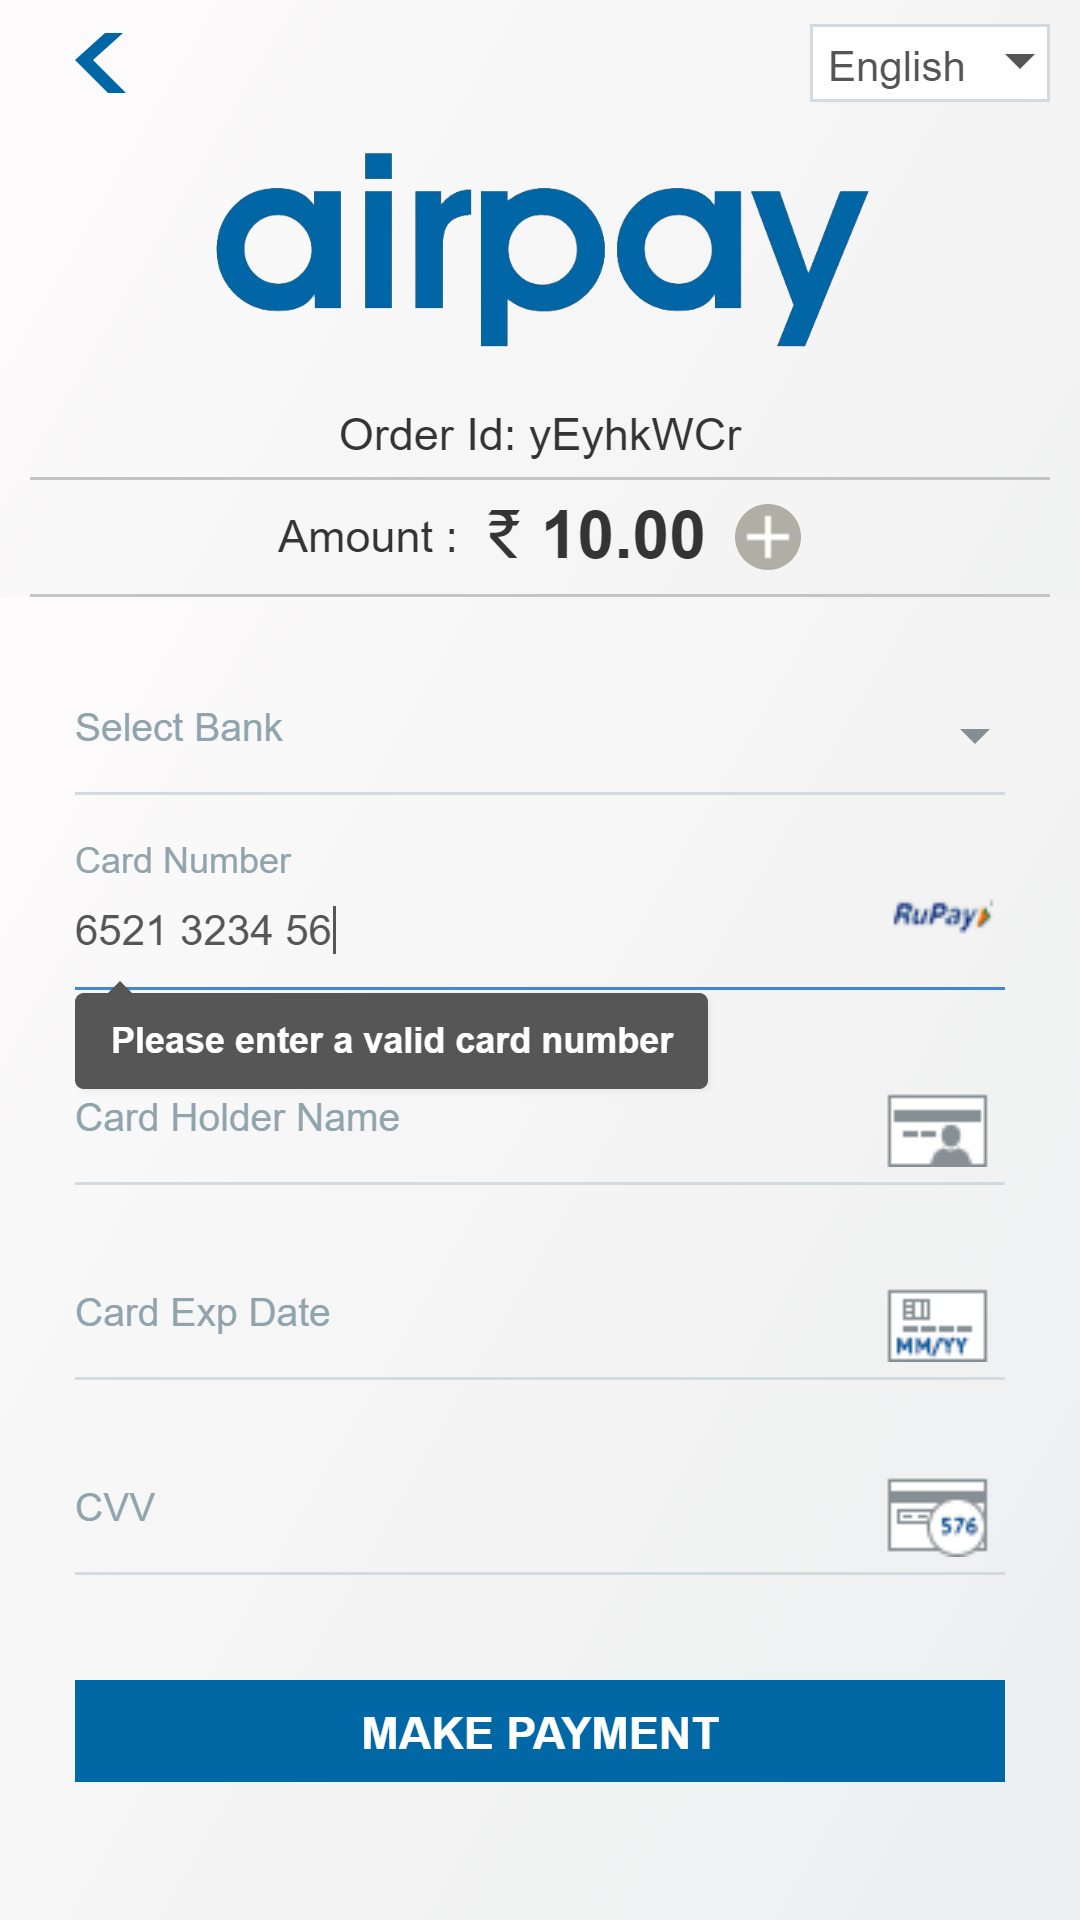 English
airpay
Order Id: yEyhkWCr
Amount : ₹ 10.00
Select Bank
Card Number
6521 3234 56
RuPay
Please enter a valid card number
Card Holder Name
Card Exp Date
MM/YY
CVV
576
MAKE PAYMENT